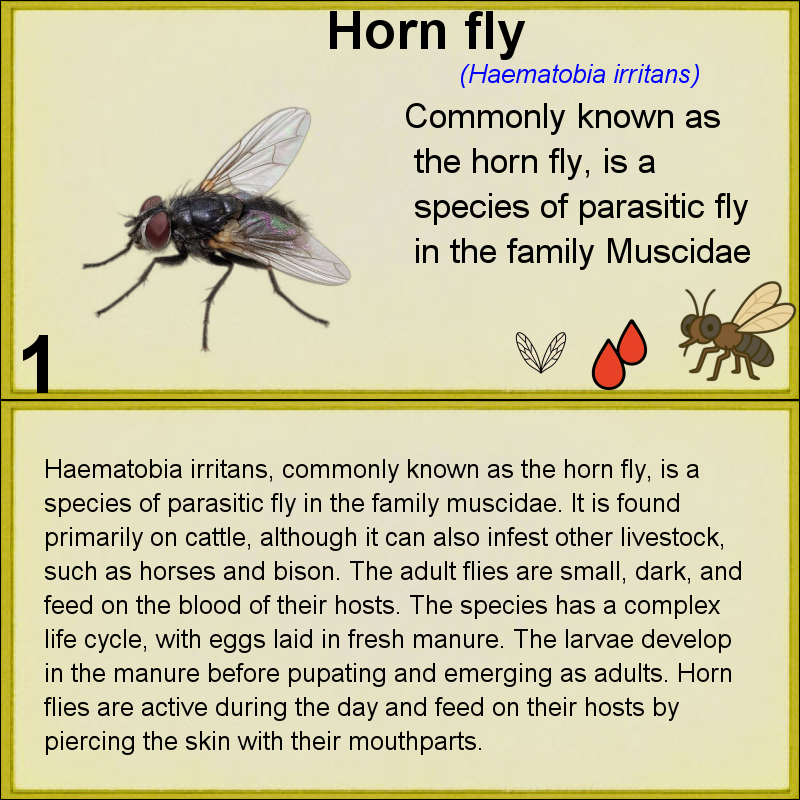 Horn fly
(Haematobia irritans)
Commonly known as
the horn fly, is a
species of parasitic fly
in the family Muscidae
1
Haematobia irritans, commonly known as the horn fly, is a
species of parasitic fly in the family muscidae. It is found
primarily on cattle, although it can also infest other livestock,
such as horses and bison. The adult flies are small, dark, and
feed on the blood of their hosts. The species has a complex
life cycle, with eggs laid in fresh manure. The larvae develop
in the manure before pupating and emerging as adults. Horn
flies are active during the day and feed on their hosts by
piercing the skin with their mouthparts.